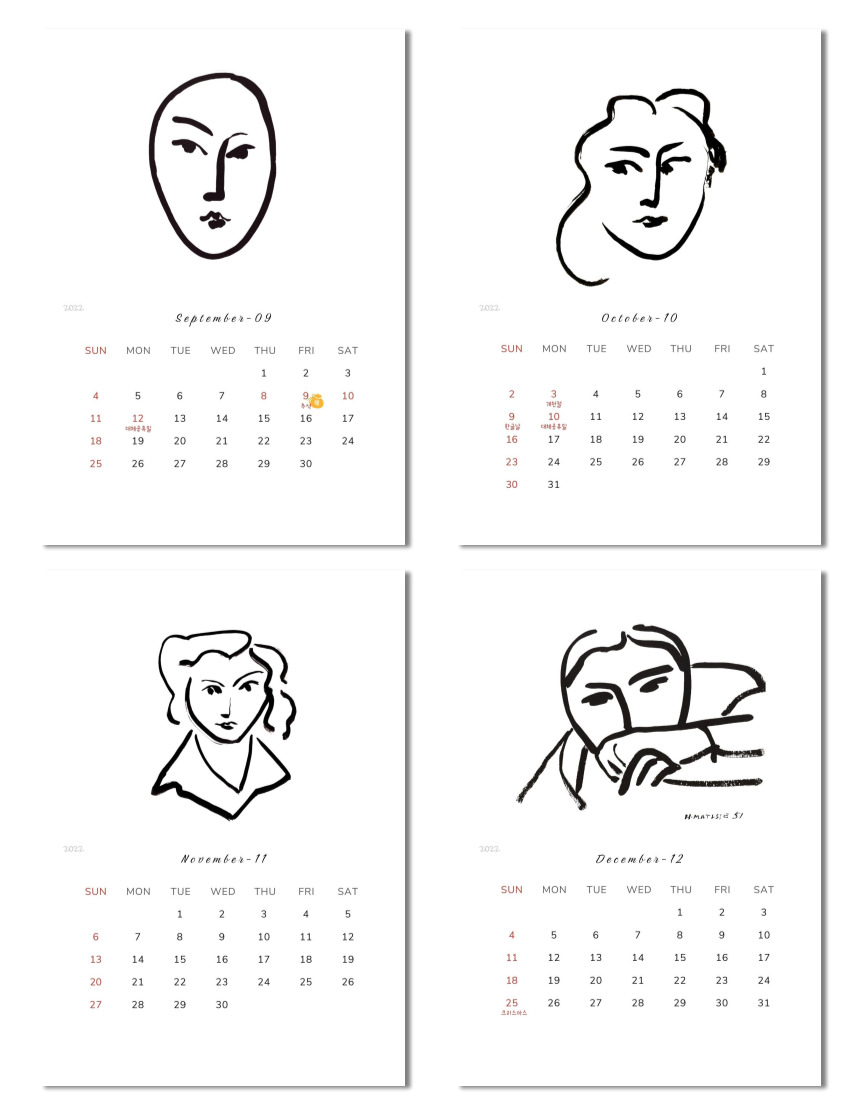 2022
September-09
SUN MON TUE WED THU FRI SAT
1 2 3
4 5 6 7 8 9 10
추석
11 12 13 14 15 16 17
대체공휴일
18 19 20 21 22 23 24
25 26 27 28 29 30
2022
October-10
SUN MON TUE WED THU FRI SAT
1
2 3 4 5 6 7 8
개천절
9 10 11 12 13 14 15
한글날 대체공휴일
16 17 18 19 20 21 22
23 24 25 26 27 28 29
30 31
2022
November-11
SUN MON TUE WED THU FRI SAT
1 2 3 4 5
6 7 8 9 10 11 12
13 14 15 16 17 18 19
20 21 22 23 24 25 26
27 28 29 30
H.MATISSE 51
2022
December-12
SUN MON TUE WED THU FRI SAT
1 2 3
4 5 6 7 8 9 10
11 12 13 14 15 16 17
18 19 20 21 22 23 24
25 26 27 28 29 30 31
크리스마스